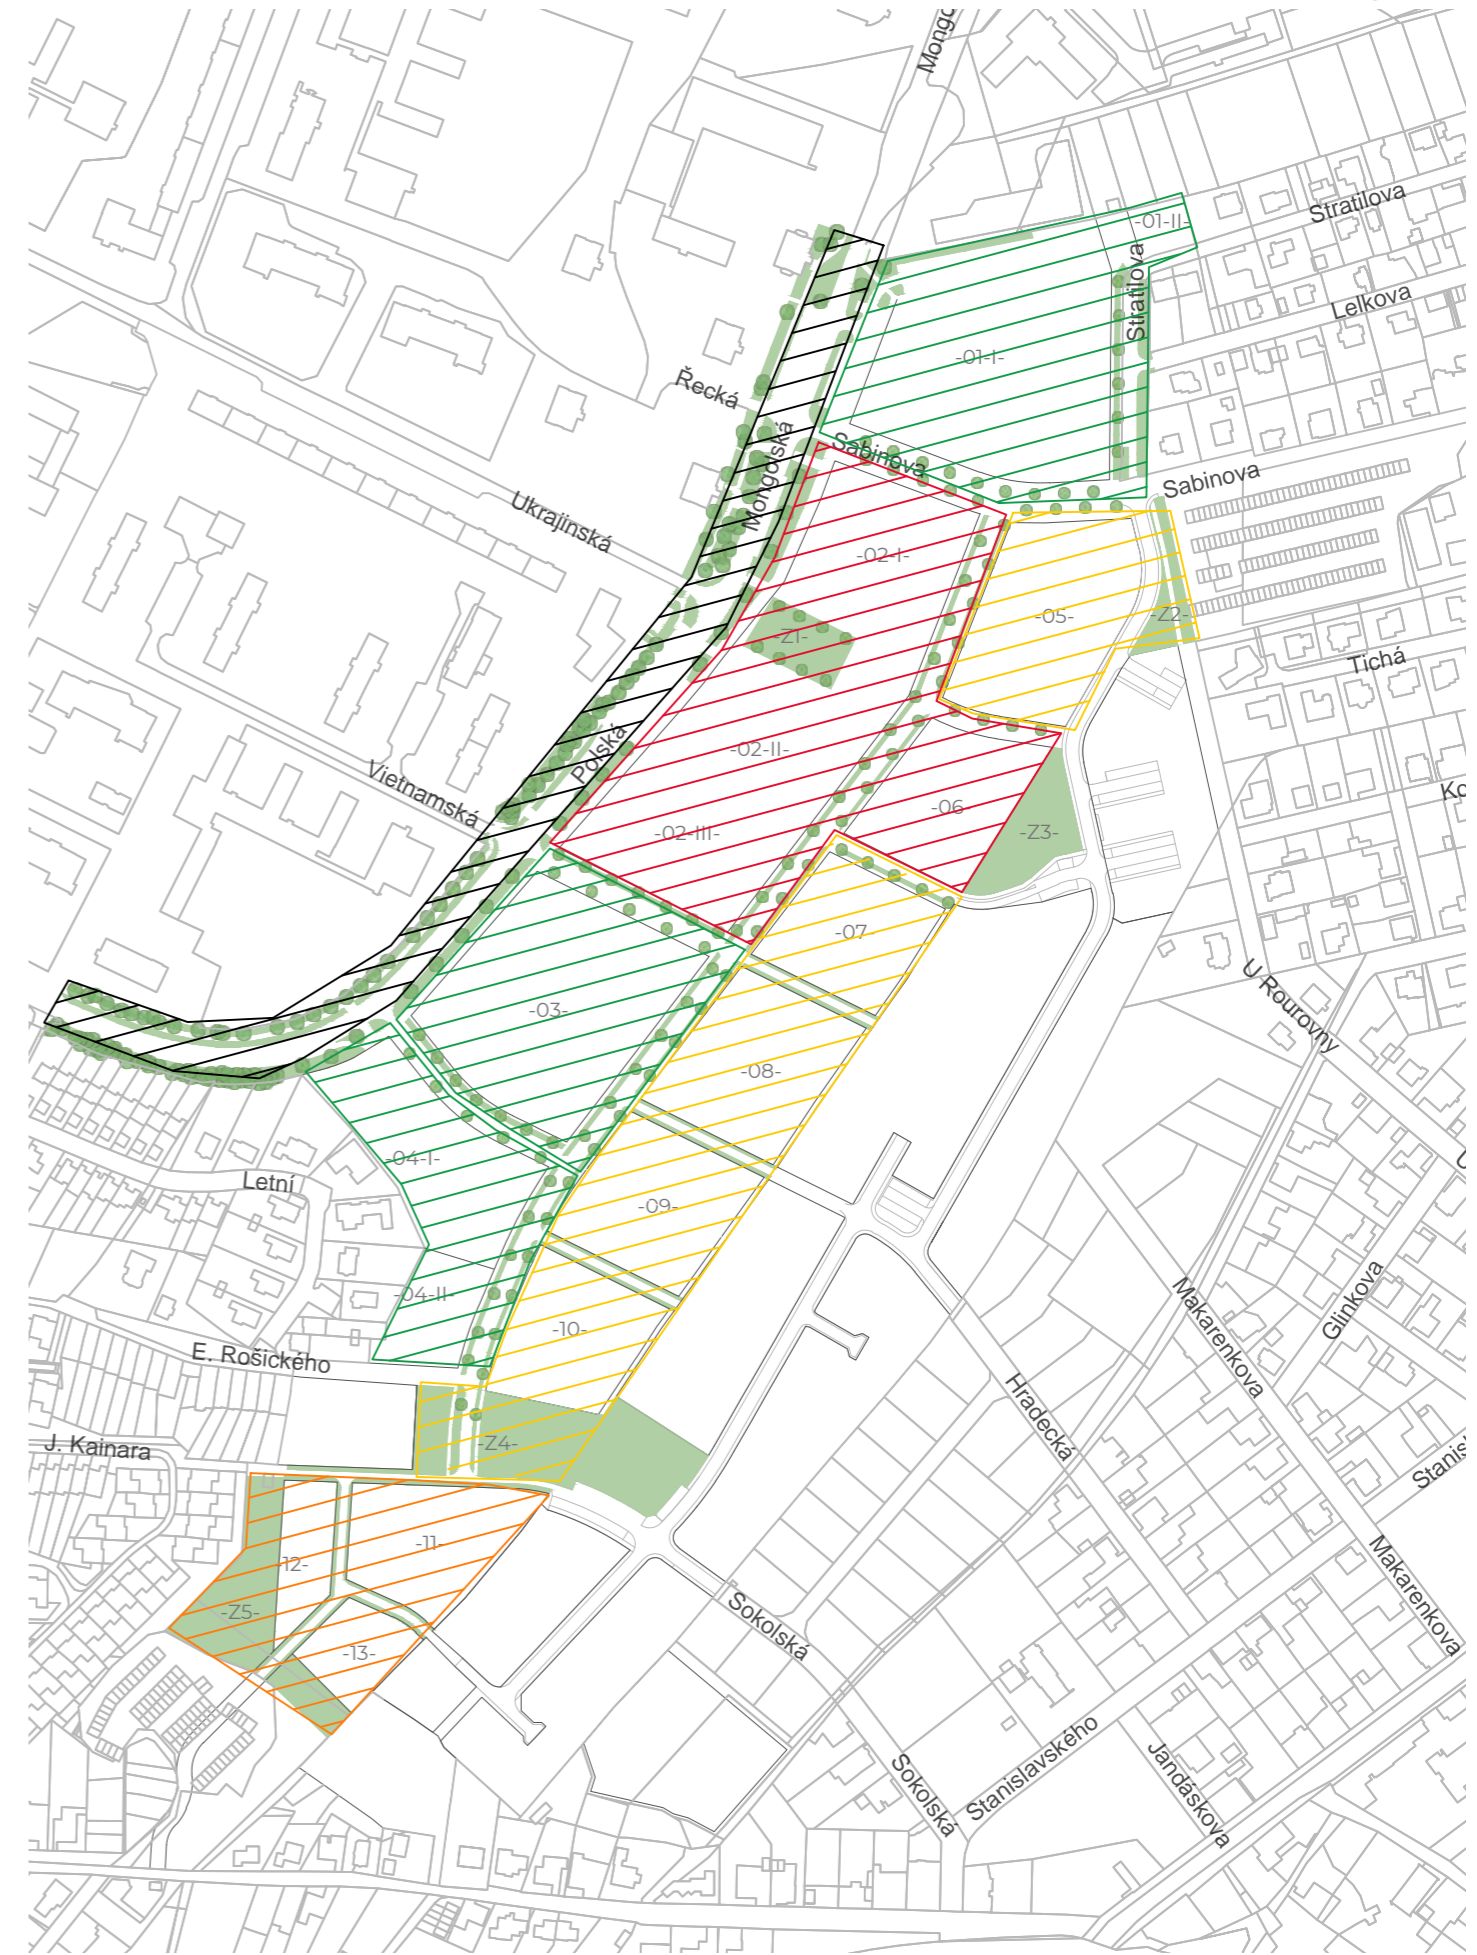 Stratilova
-01-II-
Stratilova
Lelkova
-01-I-
Řecká
Mongolská
Sabinova
Sabinova
Ukrajinská
-02-I-
-05-
-Z2-
-Z1-
Tichá
Polská
-02-II-
Vietnamská
-06-
-02-III-
-Z3-
-07-
U Rourovny
-03-
-08-
-04-I-
Letní
-09-
-04-II-
Makarenkova
Glinkova
-10-
E. Rošického
Hradecká
J. Kainara
-Z4-
-11-
-12-
Makarenkova
-Z5-
Sokolská
-13-
Stanislavského
Jandáskova
Sokolská